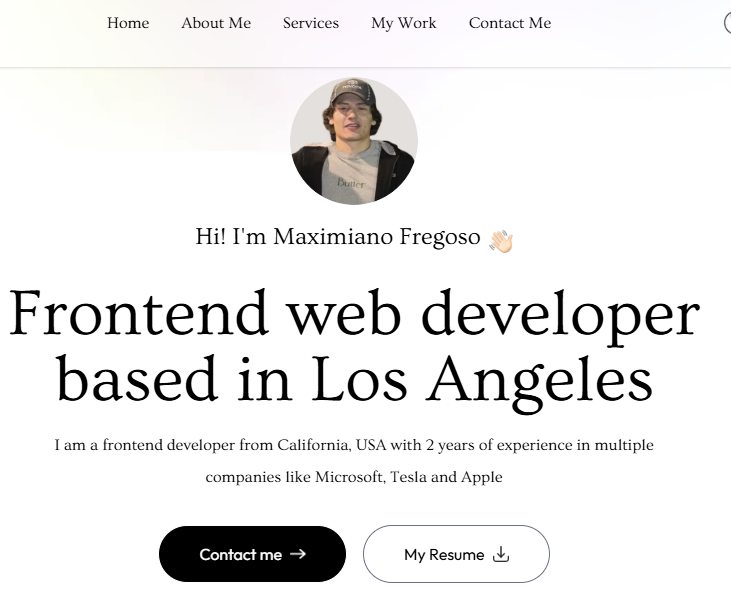 Home About Me Services My Work Contact Me
Butter
Hi! I'm Maximiano Fregoso 👋🏻
Frontend web developer
based in Los Angeles
I am a frontend developer from California, USA with 2 years of experience in multiple
companies like Microsoft, Tesla and Apple
Contact me → My Resume